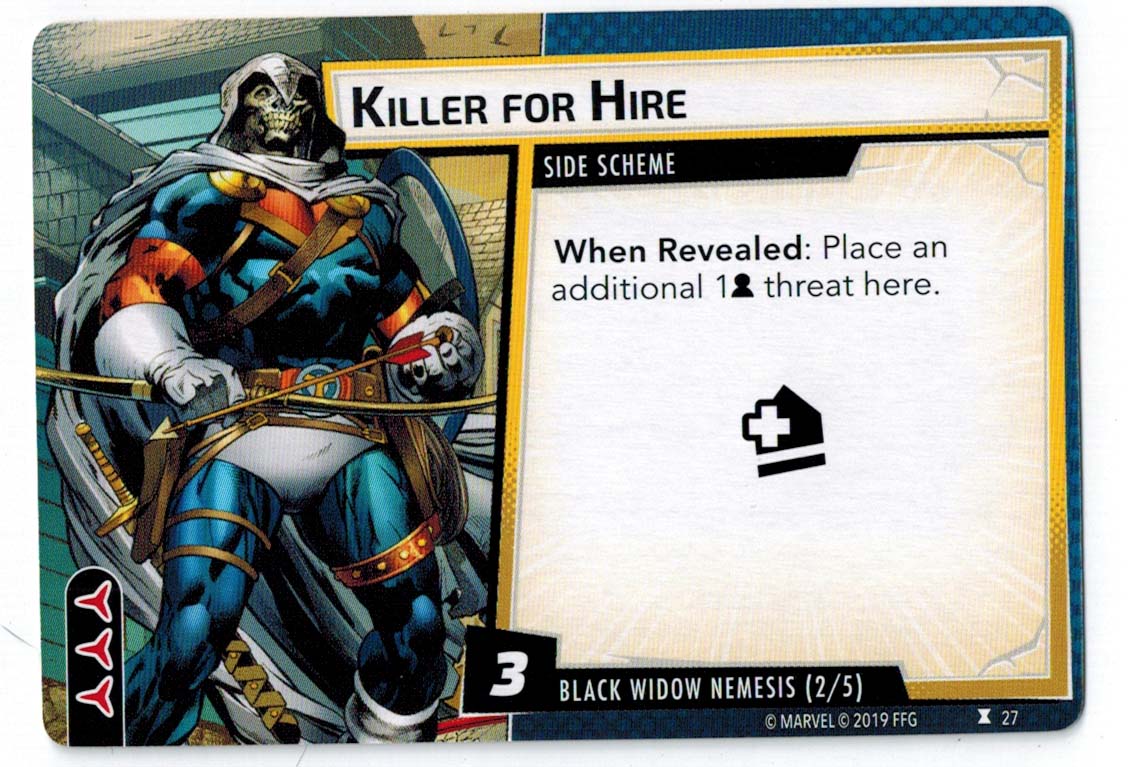 Killer for Hire
SIDE SCHEME
When Revealed: Place an
additional 1 threat here.
3
BLACK WIDOW NEMESIS (2/5)
© MARVEL © 2019 FFG 27